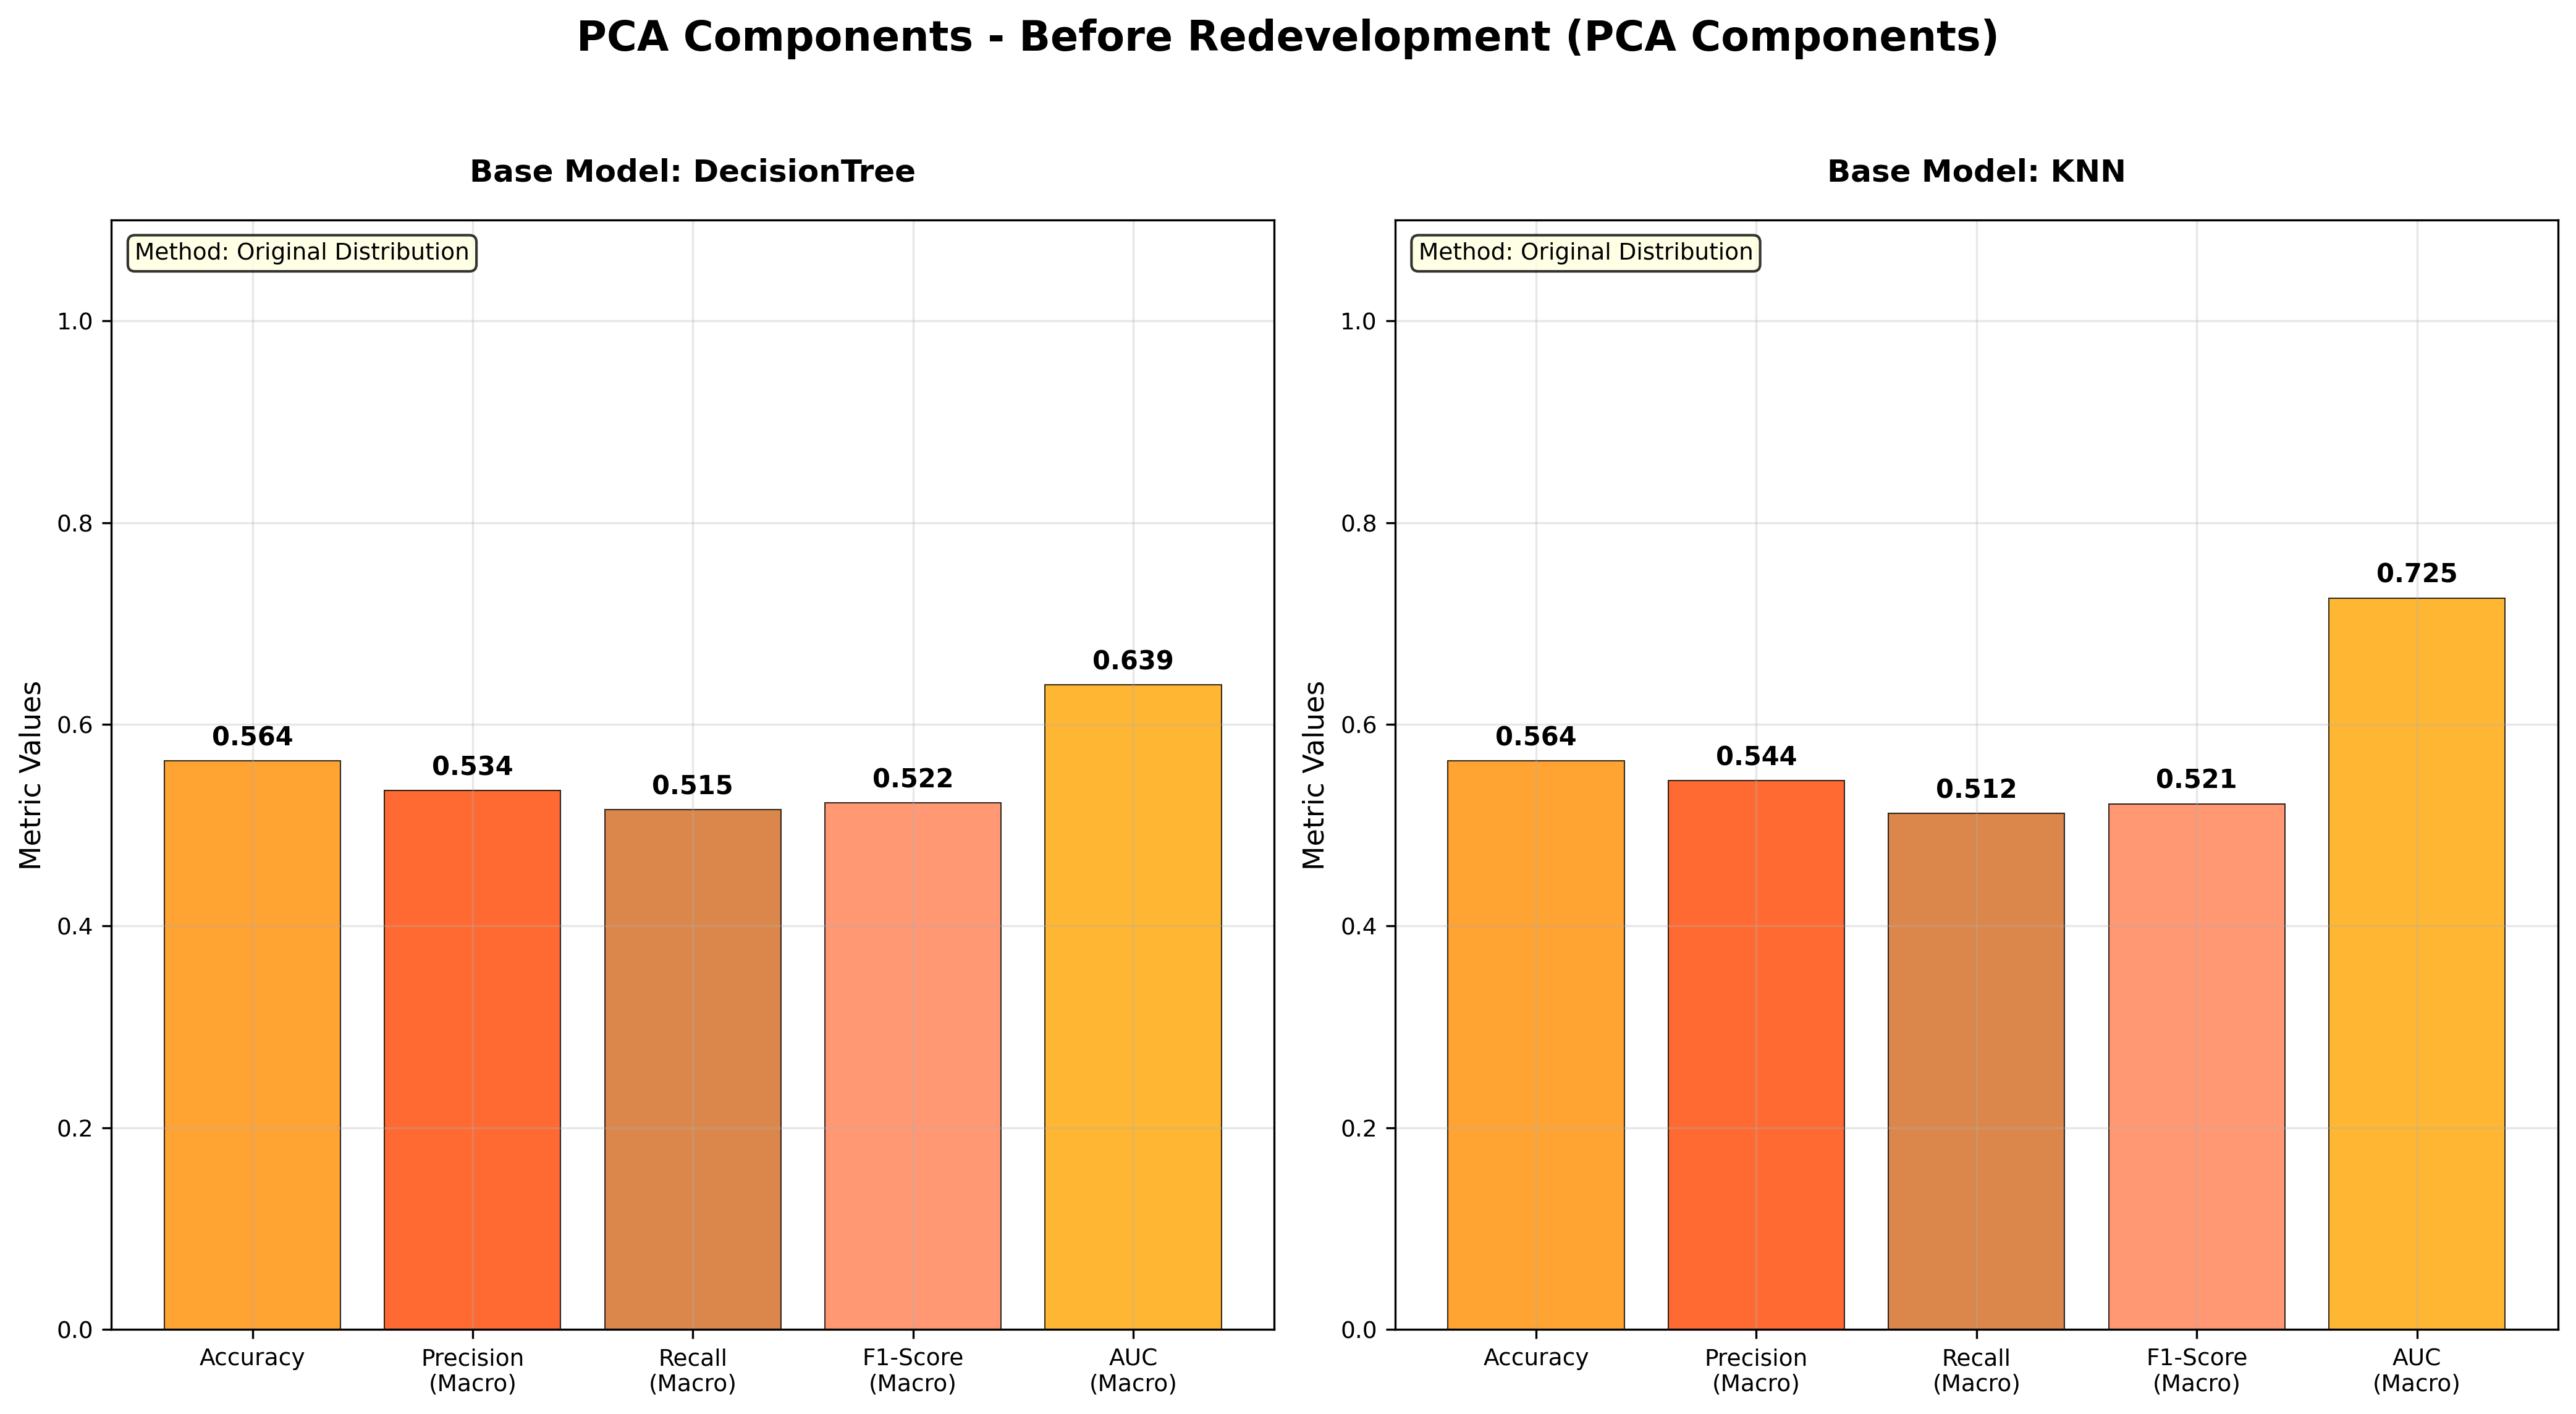 PCA Components - Before Redevelopment (PCA Components)
Base Model: DecisionTree
Method: Original Distribution
Metric Values
1.0
0.8
0.6
0.4
0.2
0.0
0.564
0.534
0.515
0.522
0.639
Accuracy
Precision
(Macro)
Recall
(Macro)
F1-Score
(Macro)
AUC
(Macro)
Base Model: KNN
Method: Original Distribution
Metric Values
1.0
0.8
0.6
0.4
0.2
0.0
0.564
0.544
0.512
0.521
0.725
Accuracy
Precision
(Macro)
Recall
(Macro)
F1-Score
(Macro)
AUC
(Macro)